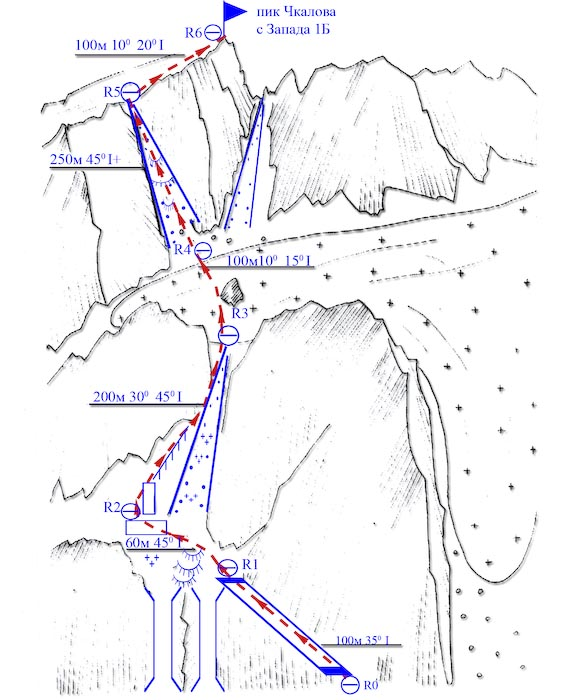 пик Чкалова
с Запада 1Б
R6
100м 10⁰ 20⁰ I
R5
250м 45⁰ I+
R4
100м10⁰ 15⁰ I
R3
200м 30⁰ 45⁰ I
R2
60м 45⁰ I
R1
100м 35⁰ I
R0